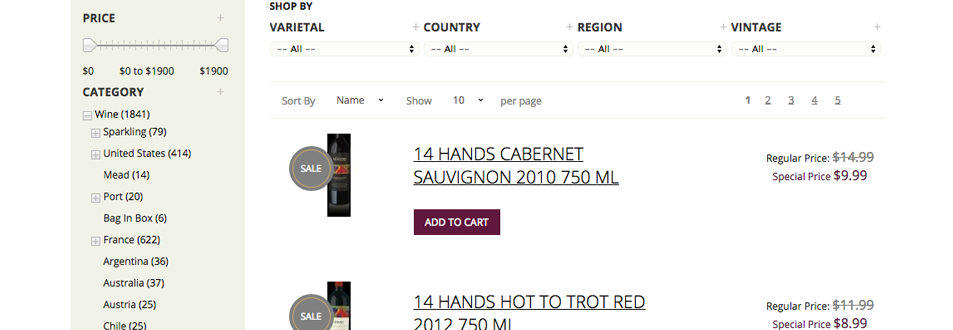 PRICE +
$0 $0 to $1900 $1900
CATEGORY +
Wine (1841)
Sparkling (79)
United States (414)
Mead (14)
Port (20)
Bag In Box (6)
France (622)
Argentina (36)
Australia (37)
Austria (25)
Chile (25)
SHOP BY
VARIETAL + COUNTRY + REGION + VINTAGE +
-- All -- -- All -- -- All -- -- All --
Sort By Name Show 10 per page 1 2 3 4 5
SALE
14 HANDS CABERNET
SAUVIGNON 2010 750 ML
Regular Price: $14.99
Special Price $9.99
ADD TO CART
SALE
14 HANDS HOT TO TROT RED
2012 750 ML
Regular Price: $11.99
Special Price $8.99